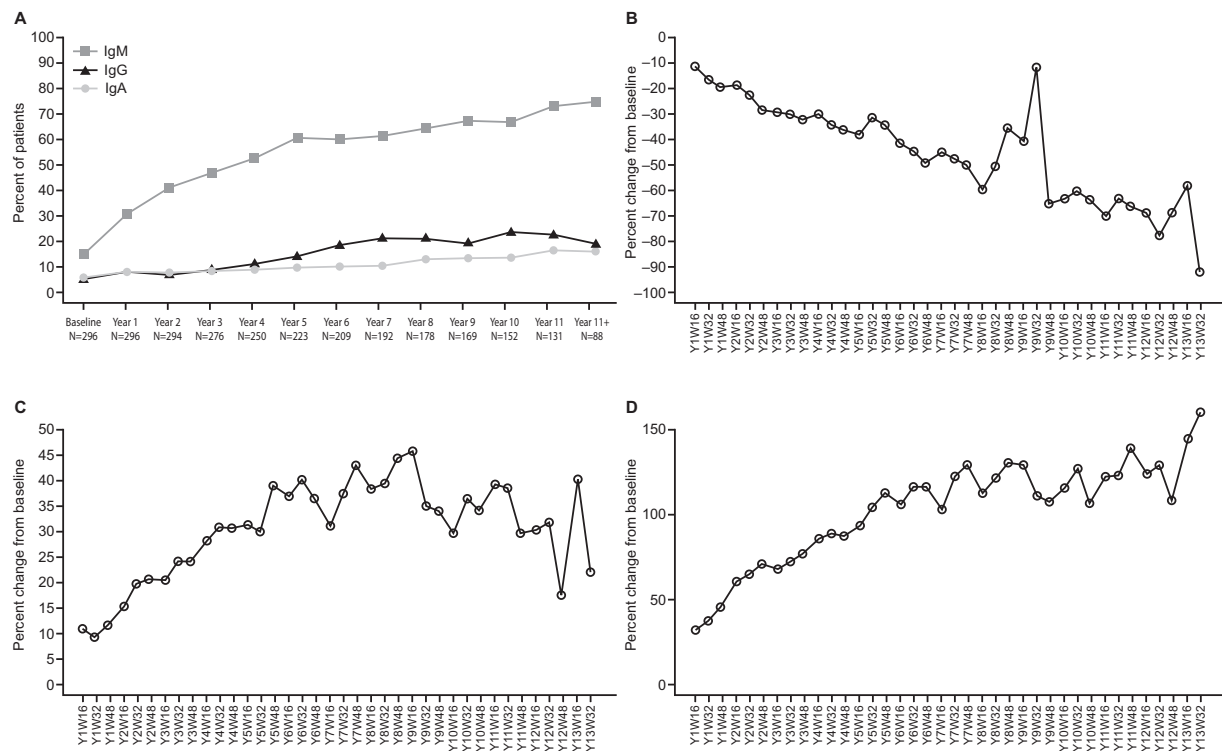 A
100
90
80
70
60
50
40
30
20
10
0
Percent of patients
IgM
IgG
IgA
Baseline
N=296
Year 1
N=296
Year 2
N=294
Year 3
N=276
Year 4
N=250
Year 5
N=223
Year 6
N=209
Year 7
N=192
Year 8
N=178
Year 9
N=169
Year 10
N=152
Year 11
N=131
Year 11+
N=88
B
0
–10
–20
–30
–40
–50
–60
–70
–80
–90
–100
Percent change from baseline
Y1W16
Y1W32
Y1W48
Y2W16
Y2W32
Y2W48
Y3W16
Y3W32
Y3W48
Y4W16
Y4W32
Y4W48
Y5W16
Y5W32
Y5W48
Y6W16
Y6W32
Y6W48
Y7W16
Y7W32
Y7W48
Y8W16
Y8W32
Y8W48
Y9W16
Y9W32
Y9W48
Y10W16
Y10W32
Y10W48
Y11W16
Y11W32
Y11W48
Y12W16
Y12W32
Y12W48
Y13W16
Y13W32
C
50
45
40
35
30
25
20
15
10
5
0
Percent change from baseline
Y1W16
Y1W32
Y1W48
Y2W16
Y2W32
Y2W48
Y3W16
Y3W32
Y3W48
Y4W16
Y4W32
Y4W48
Y5W16
Y5W32
Y5W48
Y6W16
Y6W32
Y6W48
Y7W16
Y7W32
Y7W48
Y8W16
Y8W32
Y8W48
Y9W16
Y9W32
Y9W48
Y10W16
Y10W32
Y10W48
Y11W16
Y11W32
Y11W48
Y12W16
Y12W32
Y12W48
Y13W16
Y13W32
D
150
100
50
0
Percent change from baseline
Y1W16
Y1W32
Y1W48
Y2W16
Y2W32
Y2W48
Y3W16
Y3W32
Y3W48
Y4W16
Y4W32
Y4W48
Y5W16
Y5W32
Y5W48
Y6W16
Y6W32
Y6W48
Y7W16
Y7W32
Y7W48
Y8W16
Y8W32
Y8W48
Y9W16
Y9W32
Y9W48
Y10W16
Y10W32
Y10W48
Y11W16
Y11W32
Y11W48
Y12W16
Y12W32
Y12W48
Y13W16
Y13W32